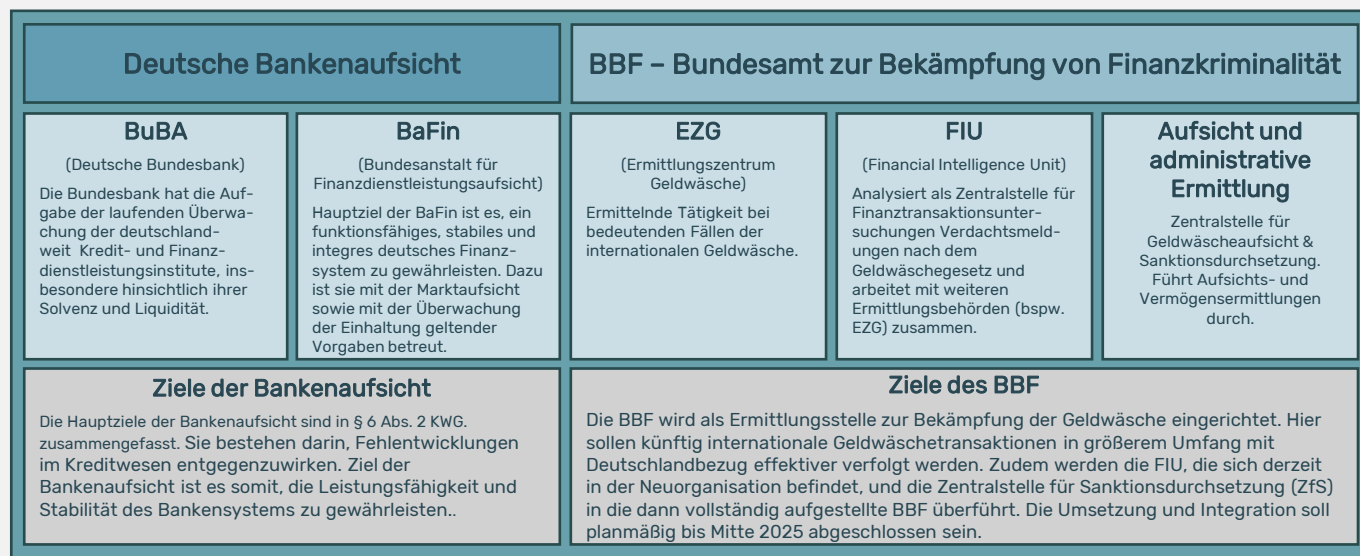 Deutsche Bankenaufsicht
BBF – Bundesamt zur Bekämpfung von Finanzkriminalität
BuBA
(Deutsche Bundesbank)
Die Bundesbank hat die Auf-
gabe der laufenden Überwa-
chung der deutschland-
weit Kredit- und Finanz-
dienstleistungsinstitute, ins-
besondere hinsichtlich ihrer
Solvenz und Liquidität.
BaFin
(Bundesanstalt für
Finanzdienstleistungsaufsicht)
Hauptziel der BaFin ist es, ein
funktionsfähiges, stabiles und
integres deutsches Finanz-
system zu gewährleisten. Dazu
ist sie mit der Marktaufsicht
sowie mit der Überwachung
der Einhaltung geltender
Vorgaben betreut.
EZG
(Ermittlungszentrum
Geldwäsche)
Ermittelnde Tätigkeit bei
bedeutenden Fällen der
internationalen Geldwäsche.
FIU
(Financial Intelligence Unit)
Analysiert als Zentralstelle für
Finanztransaktionsunter-
suchungen Verdachtsmeld-
ungen nach dem
Geldwäschegesetz und
arbeitet mit weiteren
Ermittlungsbehörden (bspw.
EZG) zusammen.
Aufsicht und
administrative
Ermittlung
Zentralstelle für
Geldwäscheaufsicht &
Sanktionsdurchsetzung.
Führt Aufsichts- und
Vermögensermittlungen
durch.
Ziele der Bankenaufsicht
Die Hauptziele der Bankenaufsicht sind in § 6 Abs. 2 KWG.
zusammengefasst. Sie bestehen darin, Fehlentwicklungen
im Kreditwesen entgegenzuwirken. Ziel der
Bankenaufsicht ist es somit, die Leistungsfähigkeit und
Stabilität des Bankensystems zu gewährleisten..
Ziele des BBF
Die BBF wird als Ermittlungsstelle zur Bekämpfung der Geldwäsche eingerichtet. Hier
sollen künftig internationale Geldwäschetransaktionen in größerem Umfang mit
Deutschlandbezug effektiver verfolgt werden. Zudem werden die FIU, die sich derzeit
in der Neuorganisation befindet, und die Zentralstelle für Sanktionsdurchsetzung (ZfS)
in die dann vollständig aufgestellte BBF überführt. Die Umsetzung und Integration soll
planmäßig bis Mitte 2025 abgeschlossen sein.